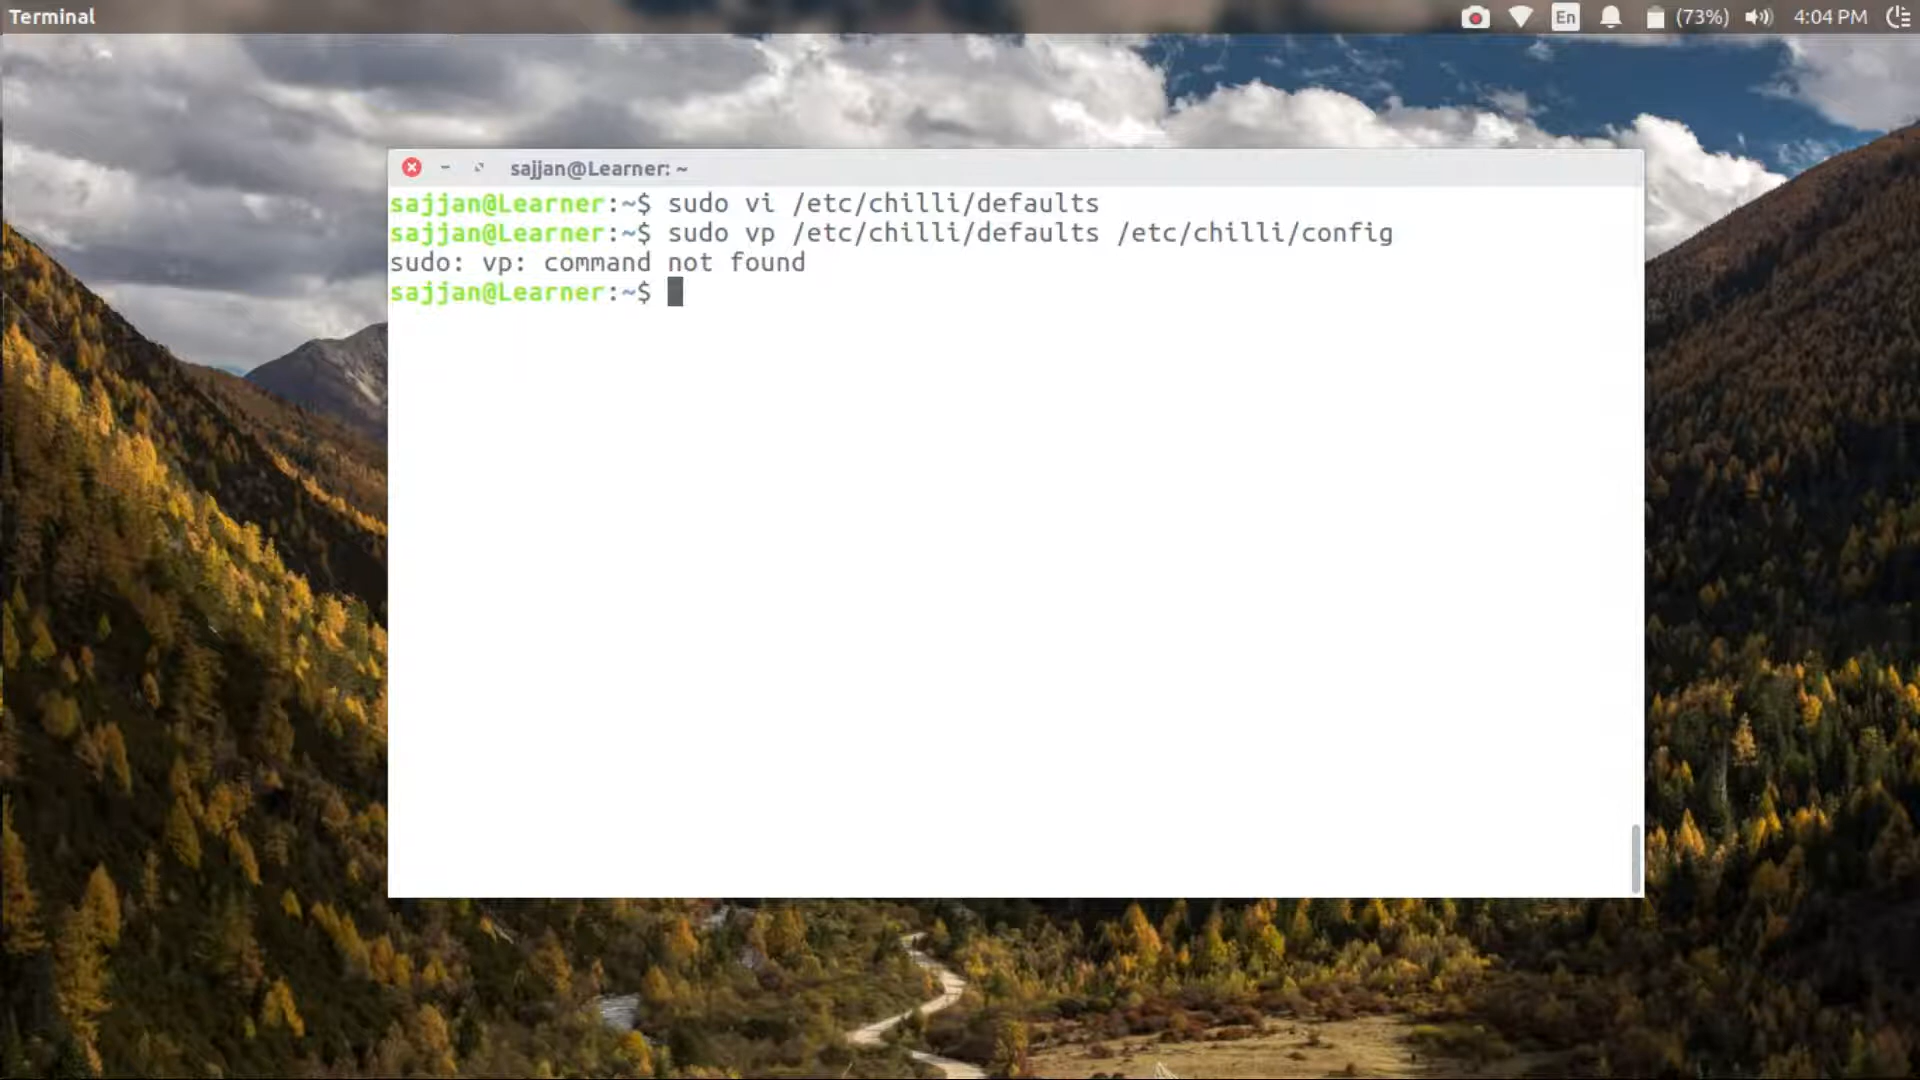 Terminal
En
(73%)
4:04 PM
sajjan@Learner: ~
sajjan@Learner:~$ sudo vi /etc/chilli/defaults
sajjan@Learner:~$ sudo vp /etc/chilli/defaults /etc/chilli/config
sudo: vp: command not found
sajjan@Learner:~$